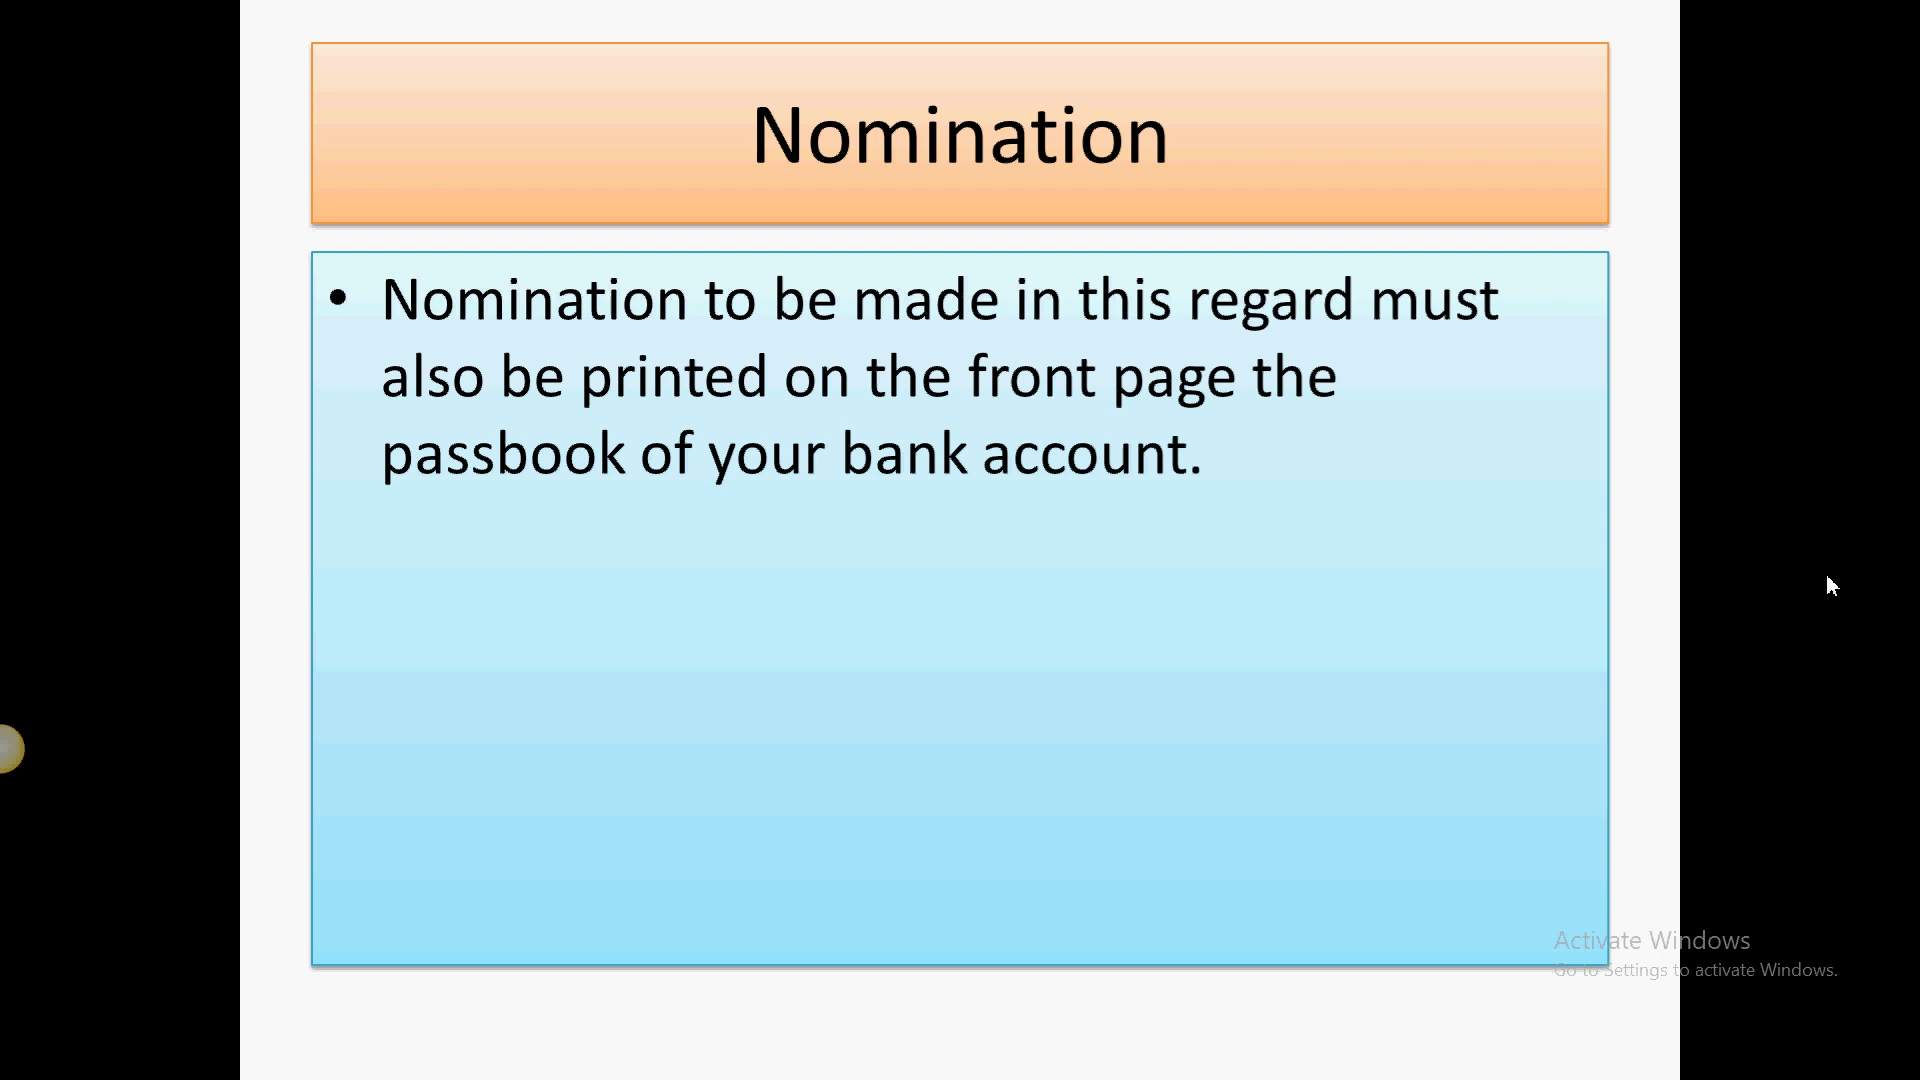 Nomination
• Nomination to be made in this regard must
also be printed on the front page the
passbook of your bank account.
Activate Windows
Go to Settings to activate Windows.